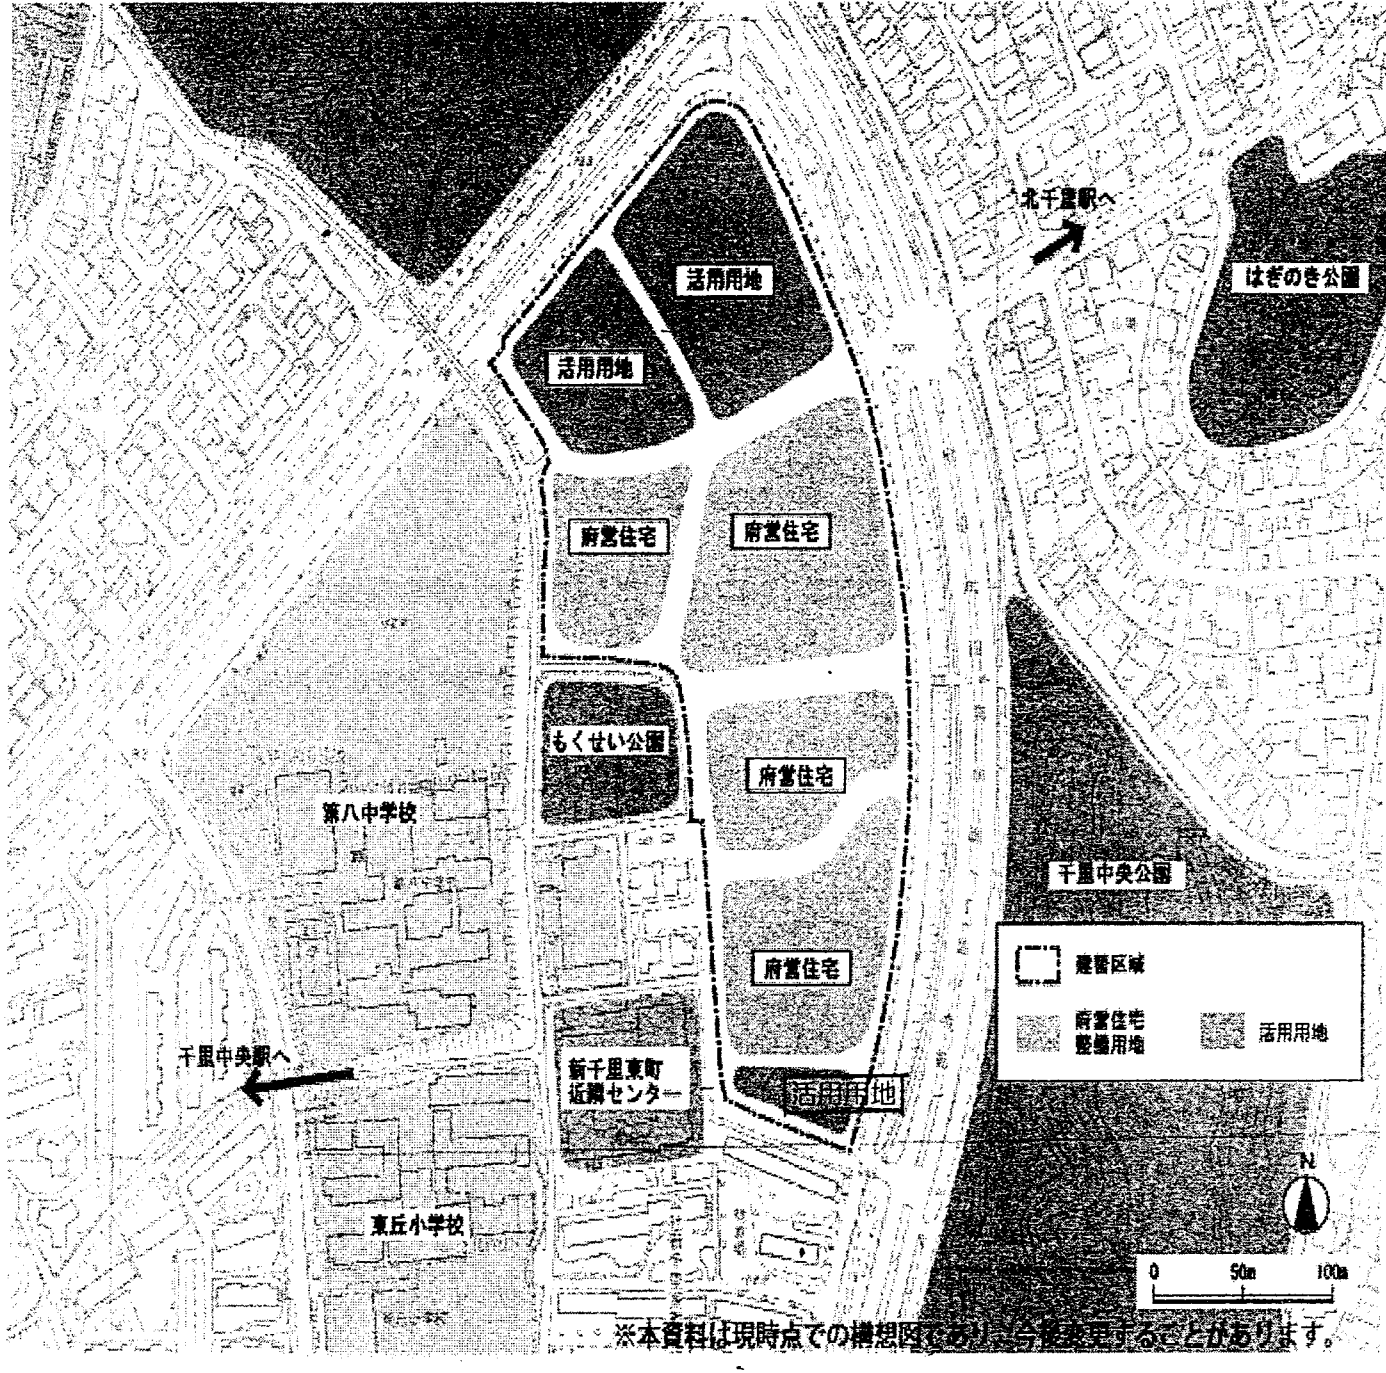 北千里駅へ
活用用地
はぎのき公園
活用用地
府営住宅
府営住宅
もくせい公園
府営住宅
第八中学校
千里中央公園
府営住宅
建替区域
府営住宅
整備用地
活用用地
千里中央駅へ
新千里東町
近隣センター
活用用地
東丘小学校
N
0 50m 100m
※本資料は現時点での構想図であり、今後変更することがあります。